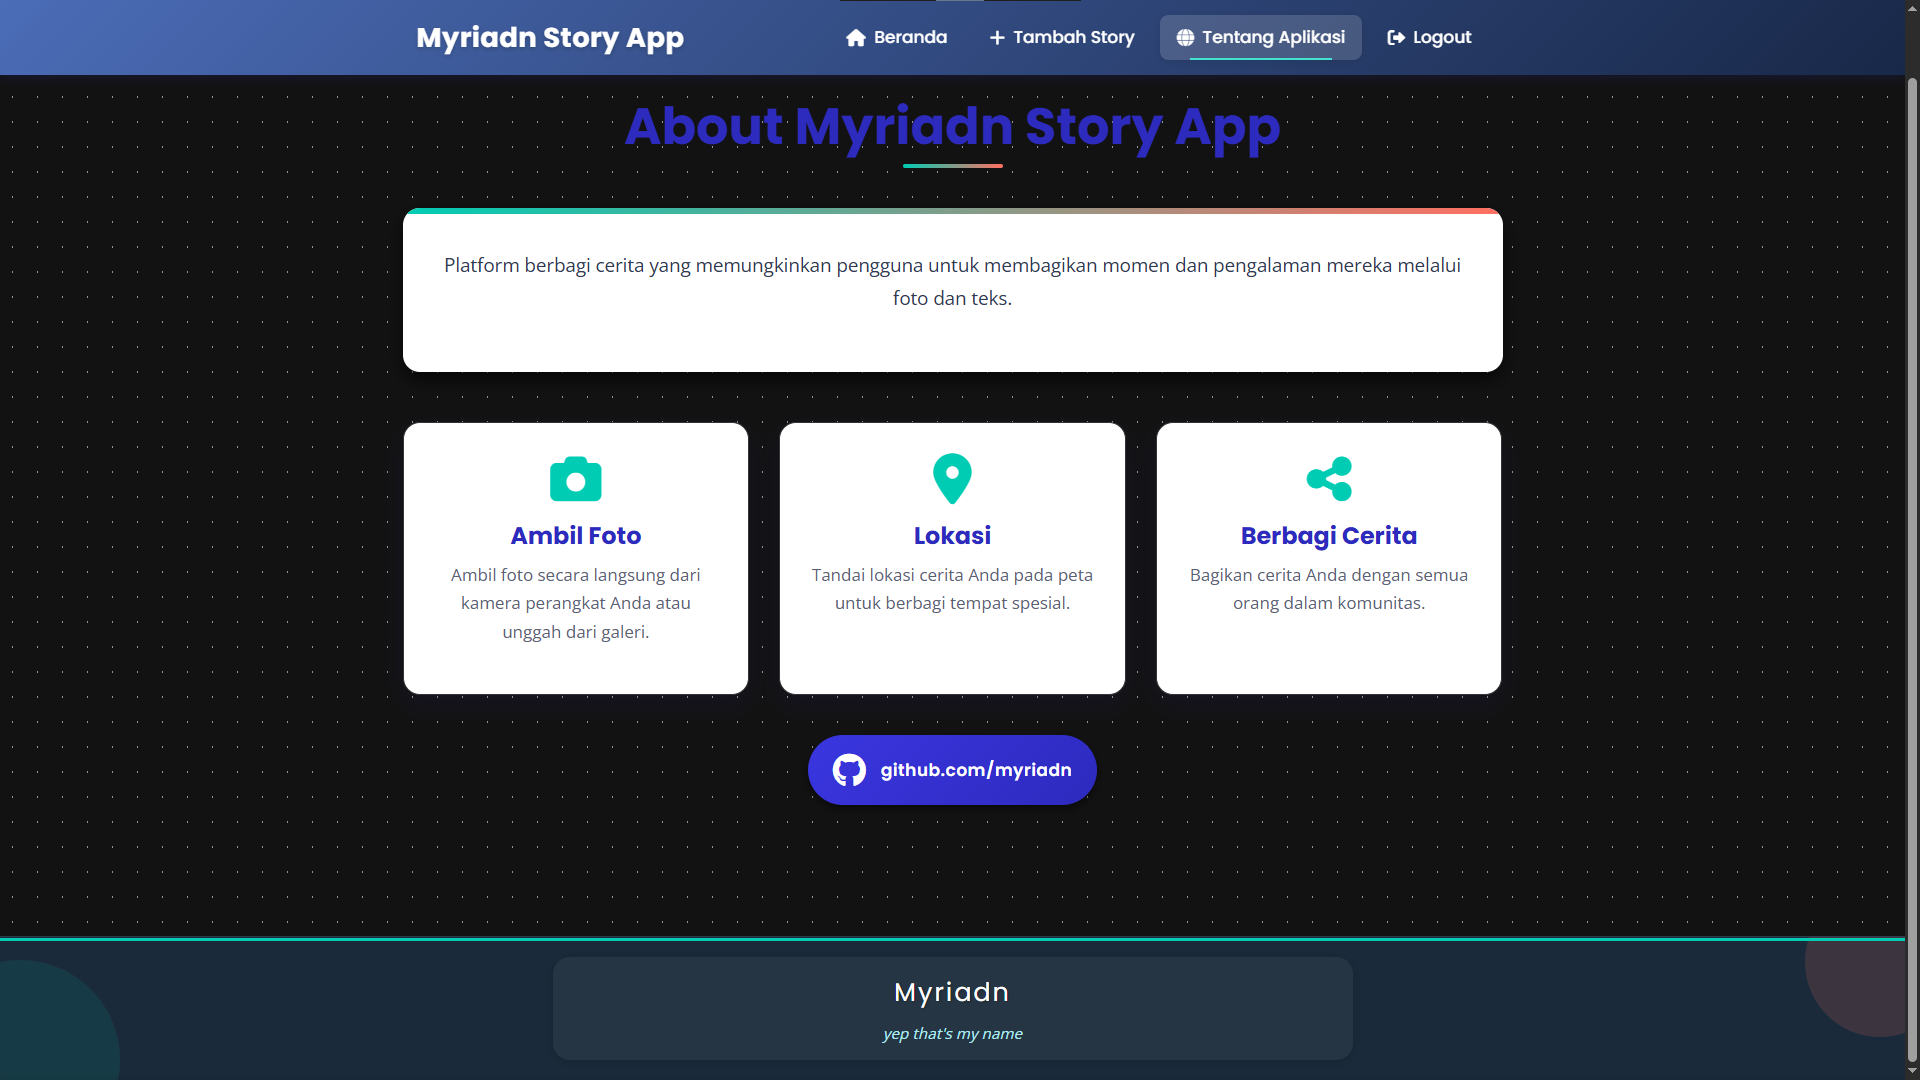 Myriadn Story App
Beranda
Tambah Story
Tentang Aplikasi
Logout
About Myriadn Story App
Platform berbagi cerita yang memungkinkan pengguna untuk membagikan momen dan pengalaman mereka melalui
foto dan teks.
Ambil Foto
Ambil foto secara langsung dari
kamera perangkat Anda atau
unggah dari galeri.
Lokasi
Tandai lokasi cerita Anda pada peta
untuk berbagi tempat spesial.
Berbagi Cerita
Bagikan cerita Anda dengan semua
orang dalam komunitas.
github.com/myriadn
Myriadn
yep that's my name